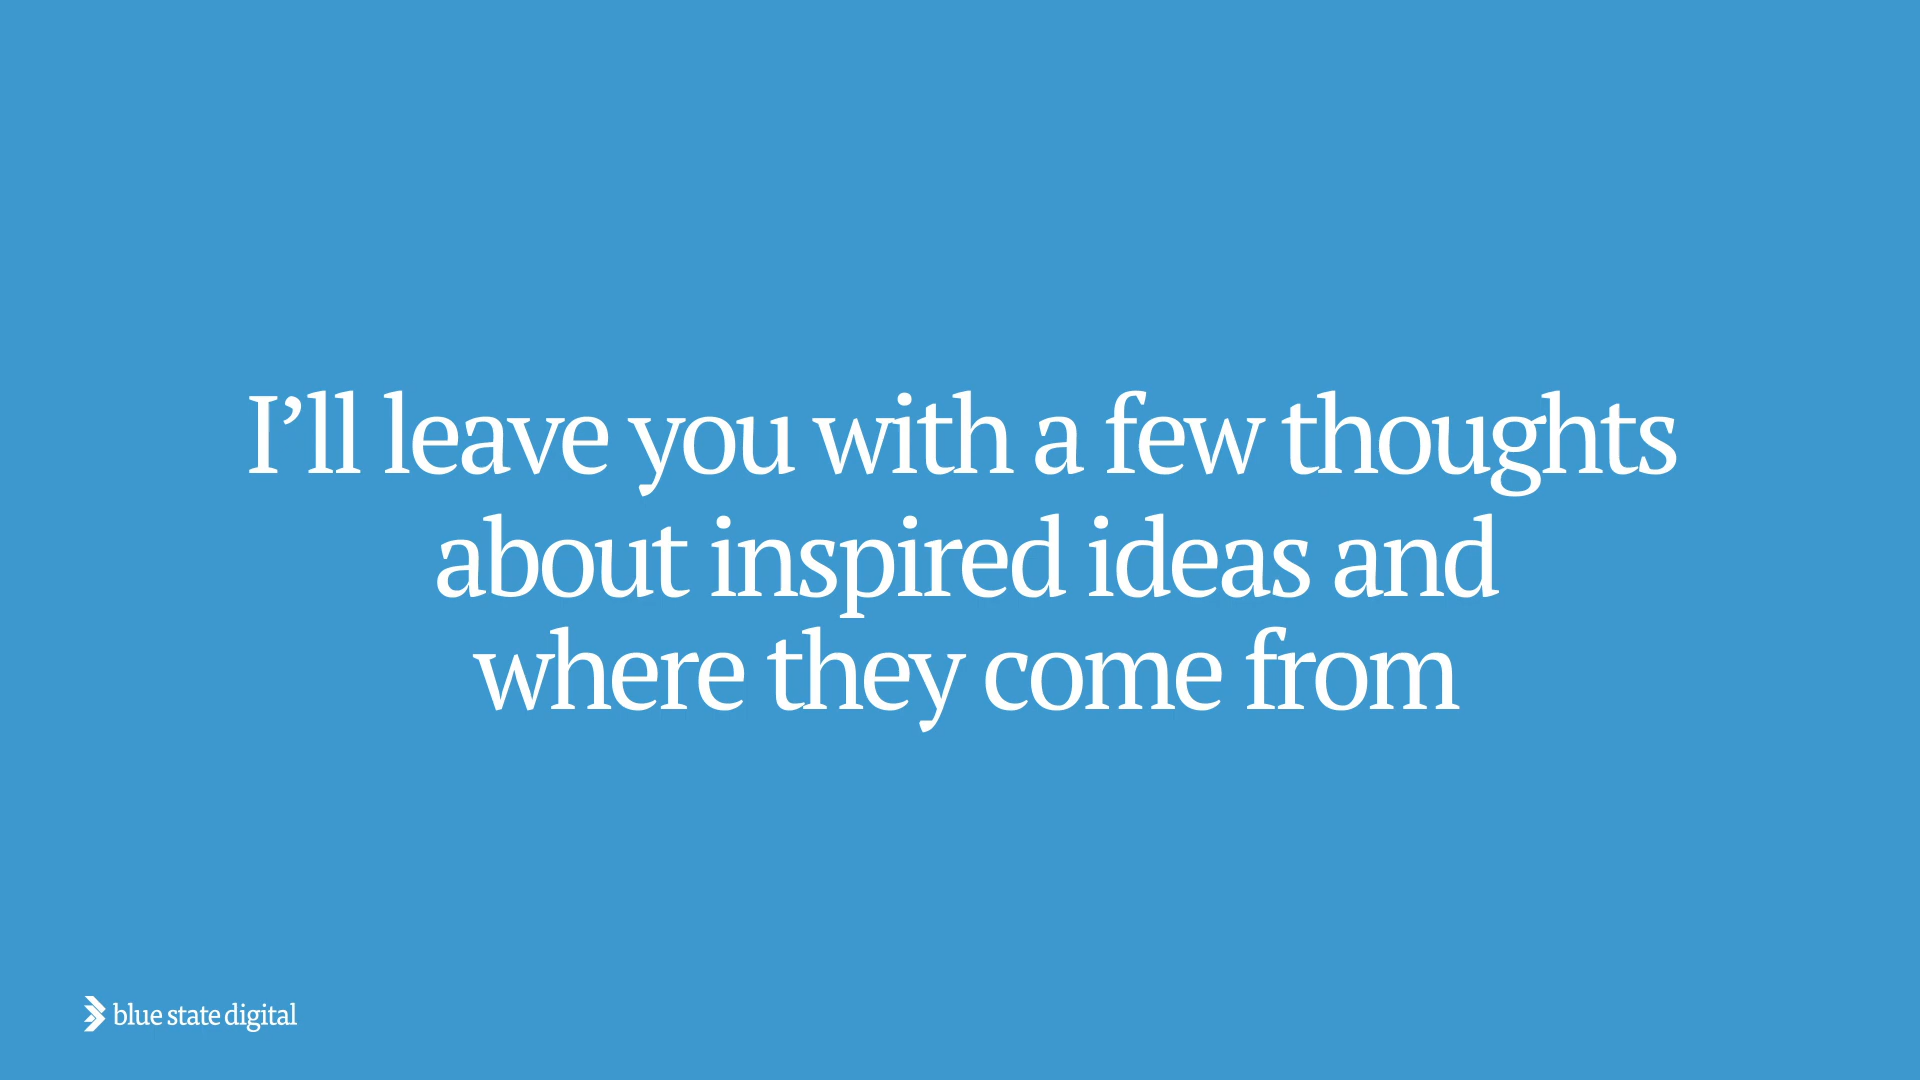 I’ll leave you with a few thoughts
about inspired ideas and
where they come from
blue state digital